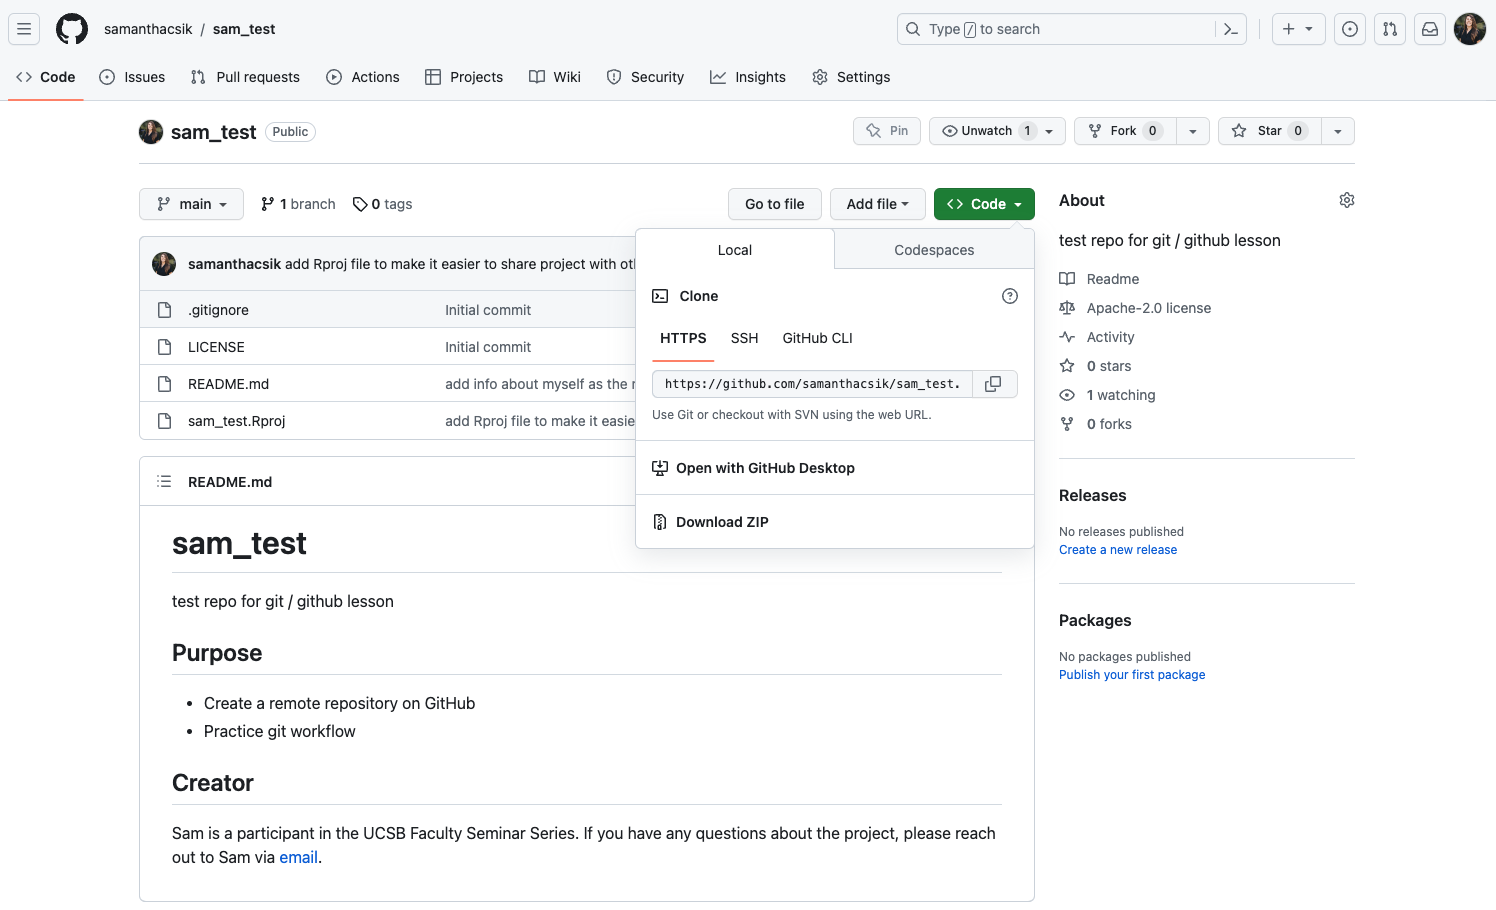 samanthacsik / sam_test
Type / to search
Code
Issues
Pull requests
Actions
Projects
Wiki
Security
Insights
Settings
sam_test
Public
Pin
Unwatch 1
Fork 0
Star 0
main
1 branch
0 tags
Go to file
Add file
Code
samanthacsik add Rproj file to make it easier to share project with
.gitignore
Initial commit
LICENSE
Initial commit
README.md
add info about myself as the
sam_test.Rproj
add Rproj file to make it
Local
Codespaces
Clone
HTTPS
SSH
GitHub CLI
https://github.com/samanthacsik/sam_test.
Use Git or checkout with SVN using the web URL.
Open with GitHub Desktop
Download ZIP
README.md
sam_test
test repo for git / github lesson
Purpose
• Create a remote repository on GitHub
• Practice git workflow
Creator
Sam is a participant in the UCSB Faculty Seminar Series. If you have any questions about the project, please reach
out to Sam via email.
About
test repo for git / github lesson
Readme
Apache-2.0 license
Activity
0 stars
1 watching
0 forks
Releases
No releases published
Create a new release
Packages
No packages published
Publish your first package